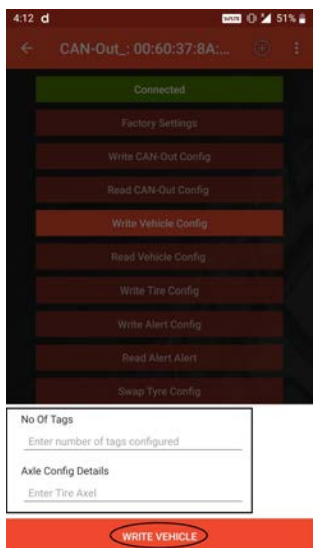 4:12 d 51%
CAN-Out_: 00:60:37:8A:...
Connected
Factory Settings
Write CAN-Out Config
Read CAN-Out Config
Write Vehicle Config
Read Vehicle Config
Write Tire Config
Write Alert Config
Read Alert Alert
Swap Tyre Config
No Of Tags
Enter number of tags configured
Axle Config Details
Enter Tire Axel
WRITE VEHICLE